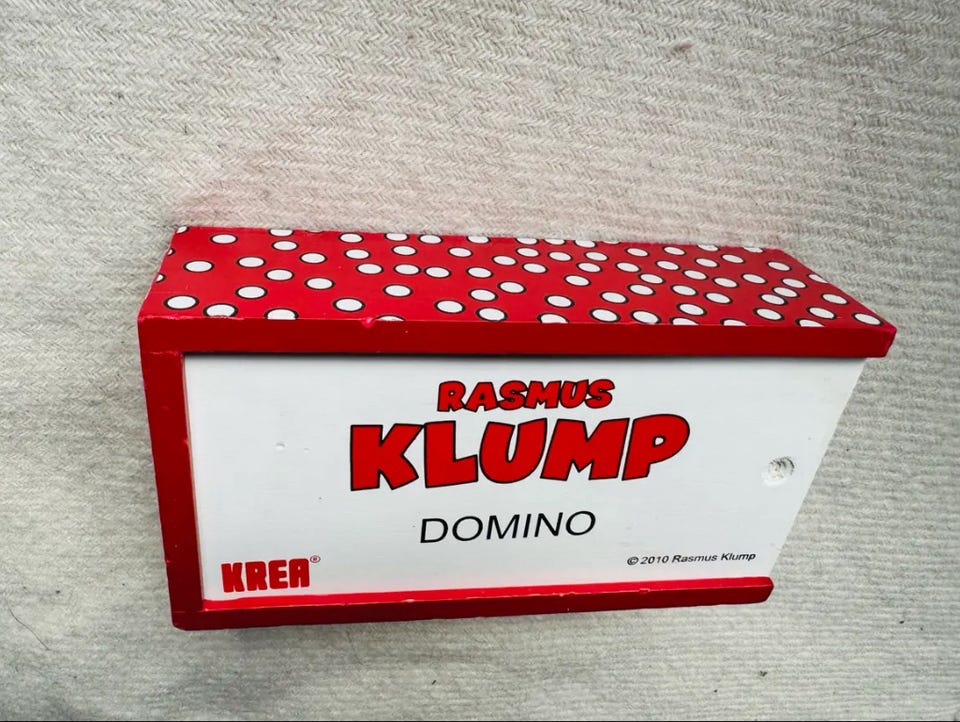 RASMUS
KLUMP
DOMINO
KREA®
© 2010 Rasmus Klump